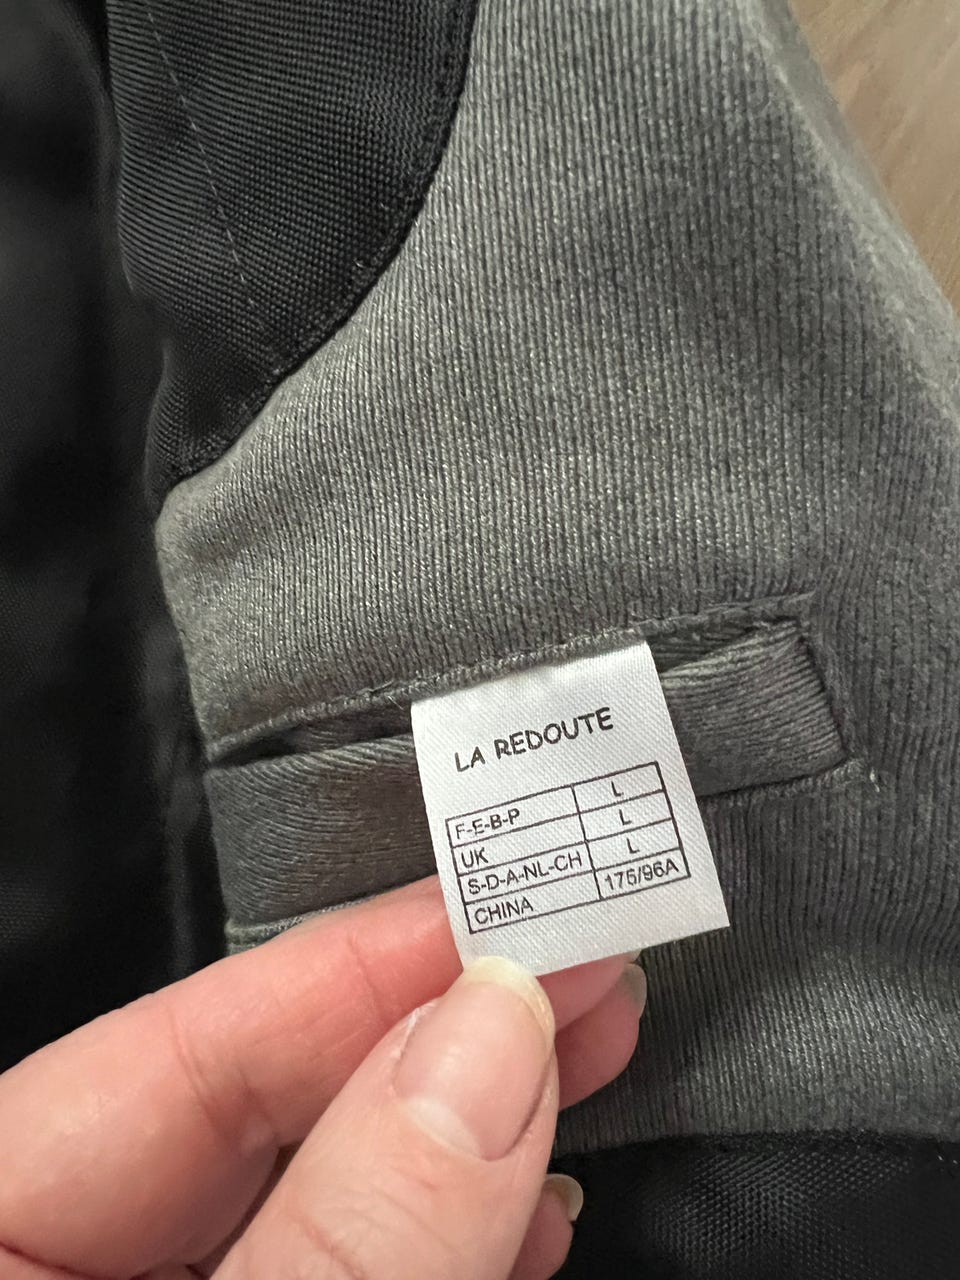 LA REDOUTE
F-E-B-P L
UK L
S-D-A-NL-CH L
CHINA 175/96A